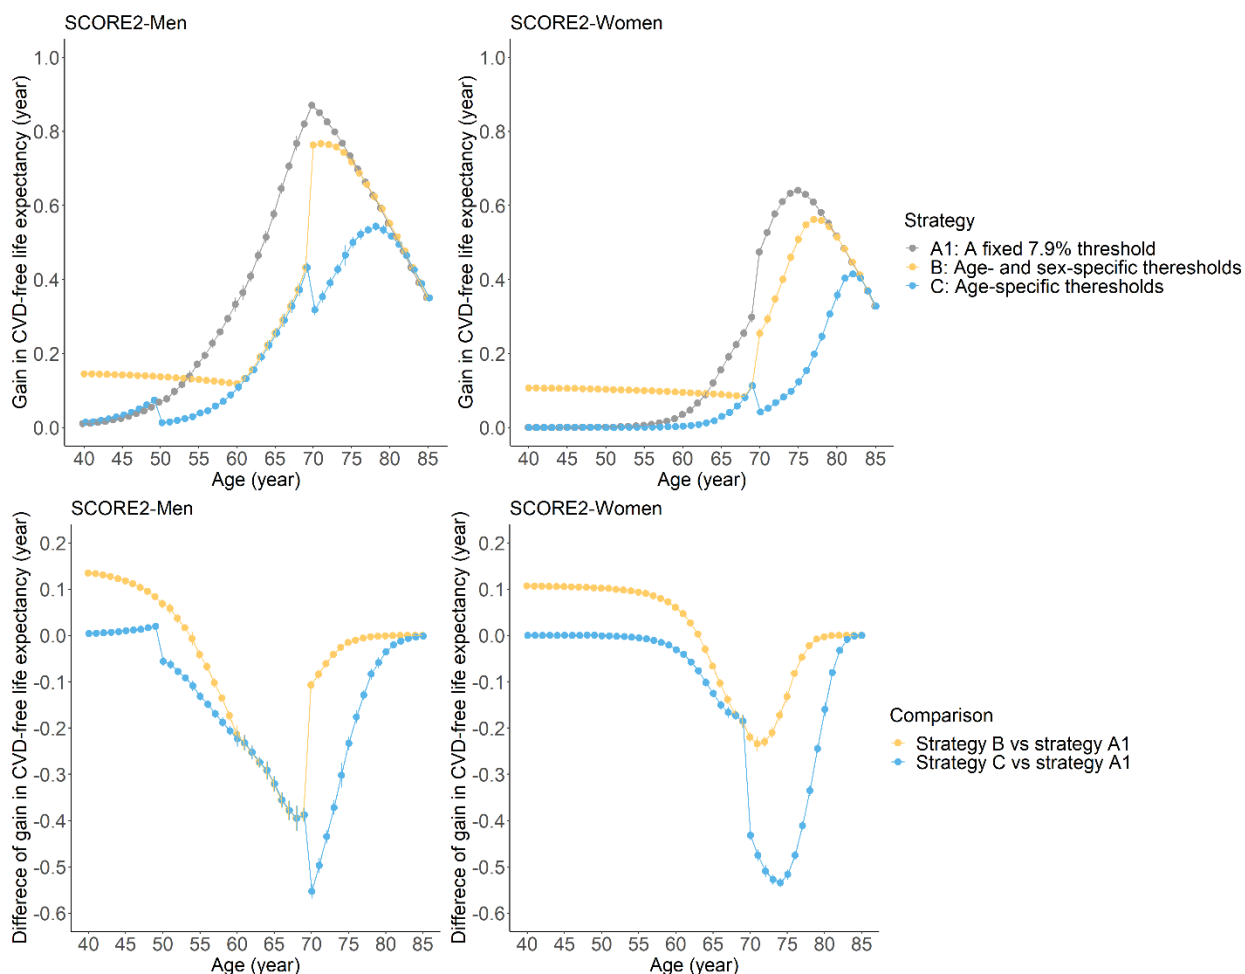 SCORE2-Men
Gain in CVD-free life expectancy (year)
1.0
0.8
0.6
0.4
0.2
0.0
40 45 50 55 60 65 70 75 80 85
Age (year)
SCORE2-Women
Gain in CVD-free life expectancy (year)
1.0
0.8
0.6
0.4
0.2
0.0
40 45 50 55 60 65 70 75 80 85
Age (year)
Strategy
A1: A fixed 7.9% threshold
B: Age- and sex-specific theresholds
C: Age-specific theresholds
SCORE2-Men
Differece of gain in CVD-free life expectancy (year)
0.2
0.1
0.0
-0.1
-0.2
-0.3
-0.4
-0.5
-0.6
40 45 50 55 60 65 70 75 80 85
Age (year)
SCORE2-Women
Differece of gain in CVD-free life expectancy (year)
0.2
0.1
0.0
-0.1
-0.2
-0.3
-0.4
-0.5
-0.6
40 45 50 55 60 65 70 75 80 85
Age (year)
Comparison
Strategy B vs strategy A1
Strategy C vs strategy A1